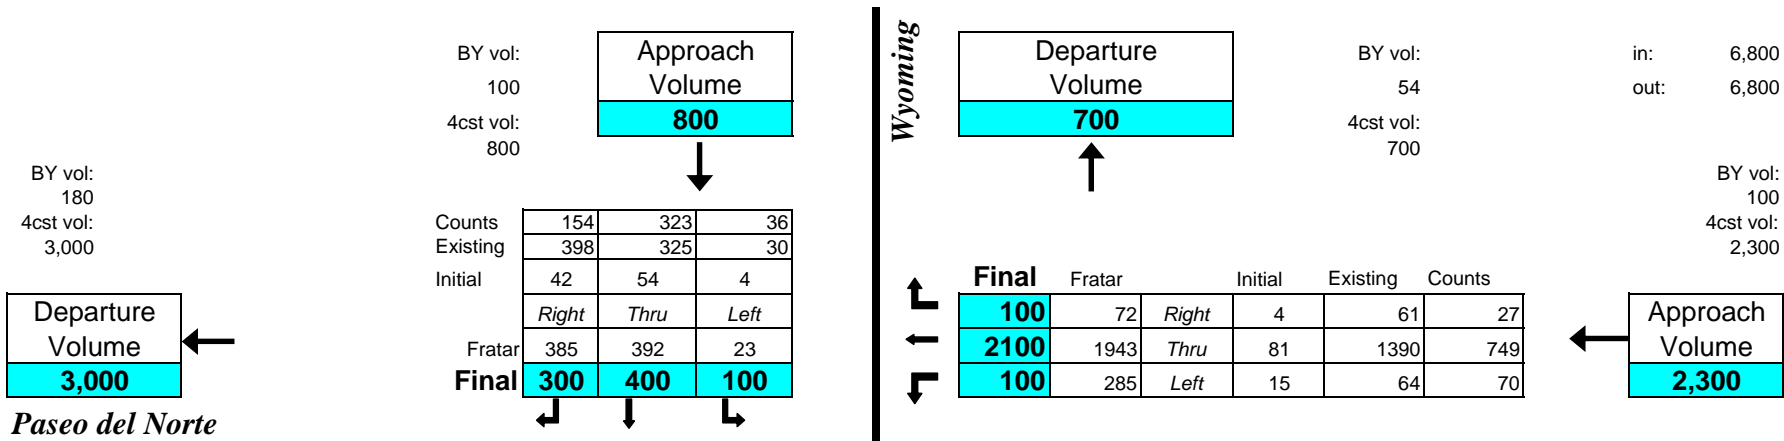 BY vol:
100
4cst vol:
800
Approach
Volume
800
Wyoming
Departure
Volume
700
BY vol:
54
4cst vol:
700
in: 6,800
out: 6,800
BY vol:
180
4cst vol:
3,000
Departure
Volume
3,000
Paseo del Norte
Counts 154 323 36
Existing 398 325 30
Initial 42 54 4
Right Thru Left
Fratar 385 392 23
Final 300 400 100
Final Fratar Initial Existing Counts
100 72 Right 4 61 27
2100 1943 Thru 81 1390 749
100 285 Left 15 64 70
BY vol:
100
4cst vol:
2,300
Approach
Volume
2,300